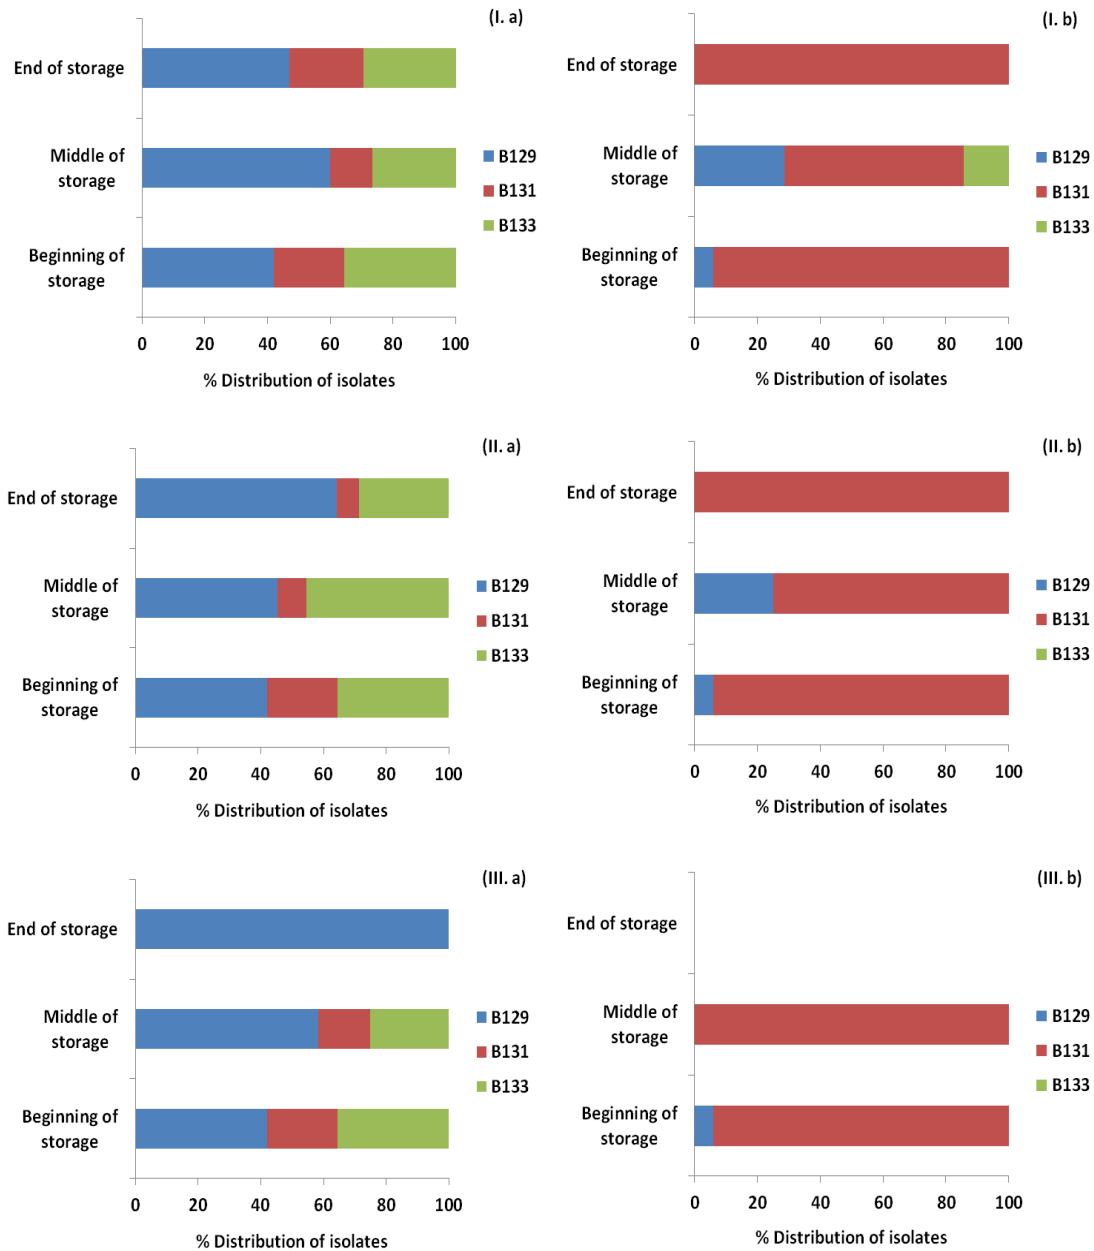 (I. a)
End of storage
Middle of
storage
Beginning of
storage
B129
B131
B133
0 20 40 60 80 100
% Distribution of isolates
(I. b)
End of storage
Middle of
storage
Beginning of
storage
B129
B131
B133
0 20 40 60 80 100
% Distribution of isolates
(II. a)
End of storage
Middle of
storage
Beginning of
storage
B129
B131
B133
0 20 40 60 80 100
% Distribution of isolates
(II. b)
End of storage
Middle of
storage
Beginning of
storage
B129
B131
B133
0 20 40 60 80 100
% Distribution of isolates
(III. a)
End of storage
Middle of
storage
Beginning of
storage
B129
B131
B133
0 20 40 60 80 100
% Distribution of isolates
(III. b)
End of storage
Middle of
storage
Beginning of
storage
B129
B131
B133
0 20 40 60 80 100
% Distribution of isolates